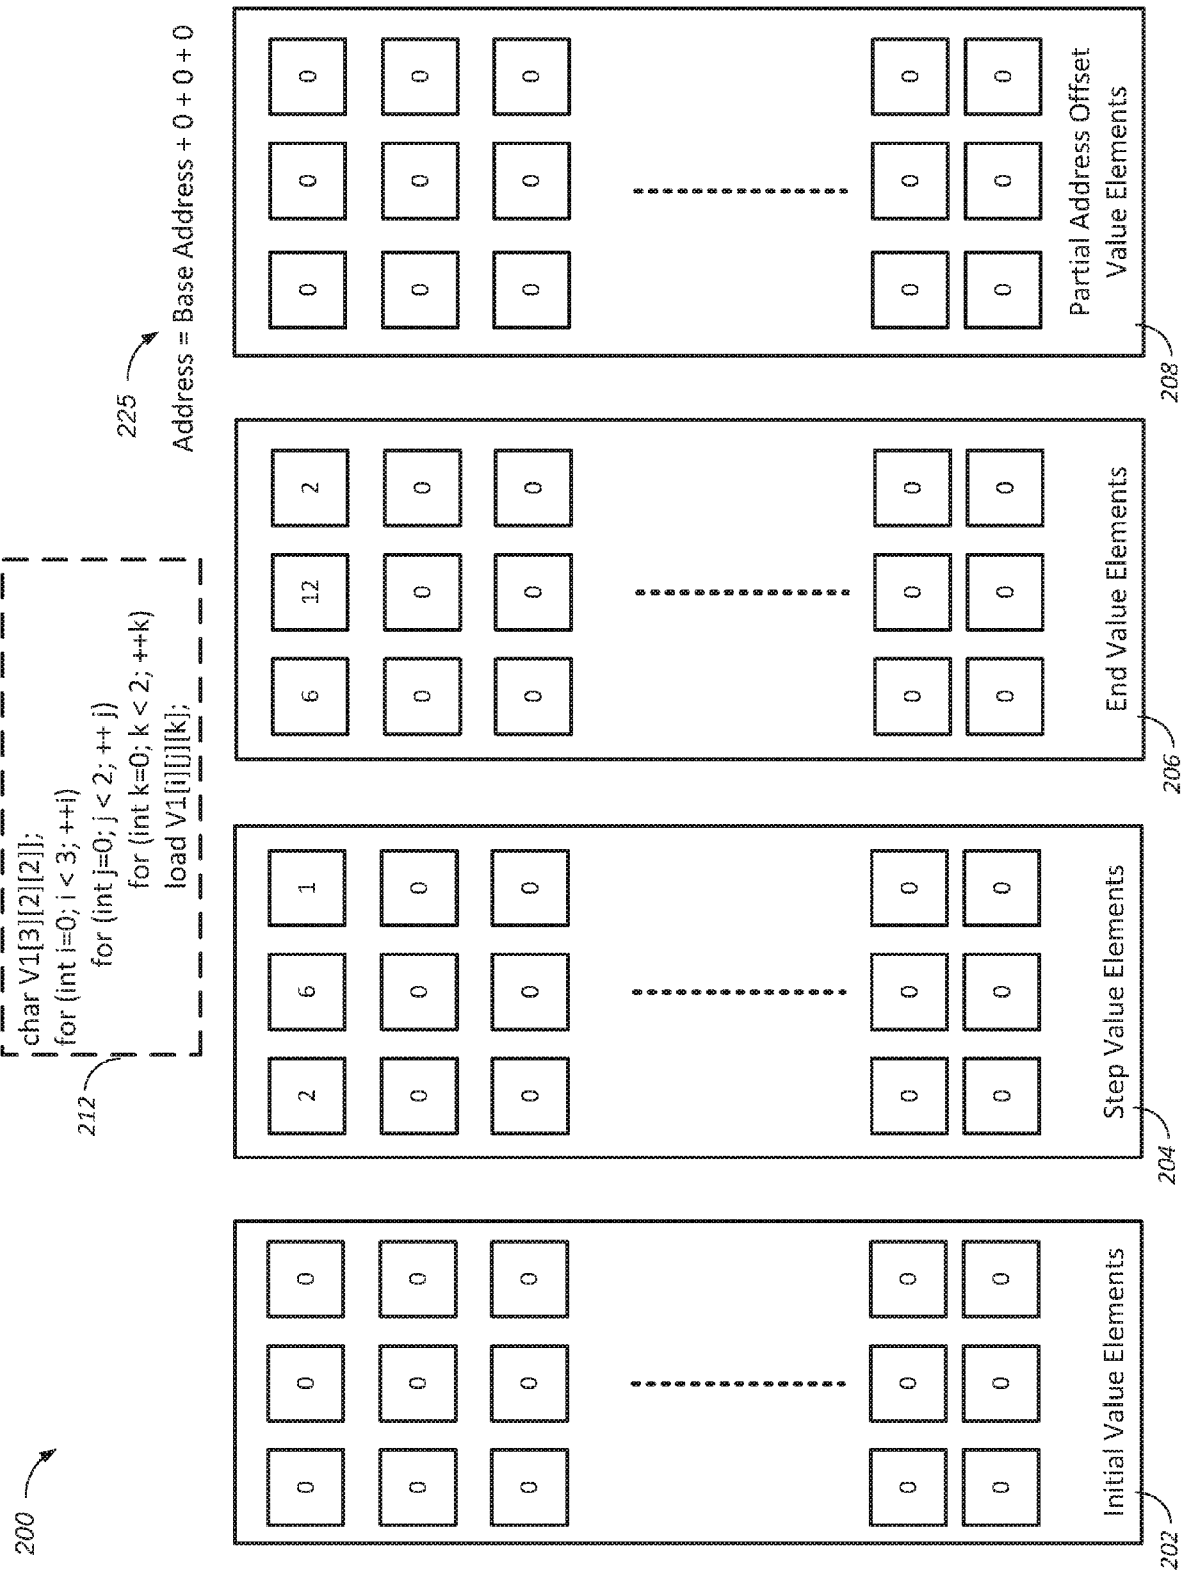 200
212
char V1[3][2][2]];
for (int i=0; i < 3; ++i)
for (int j=0; j < 2; ++ j)
for (int k=0; k < 2; ++k)
load V1[i][j][k];
225
Address = Base Address + 0 + 0 + 0
0 0 0
0 0 0
0 0 0
0 0 0
0 0 0
Initial Value Elements
202
2 6 1
0 0 0
0 0 0
0 0 0
0 0 0
Step Value Elements
204
6 12 2
0 0 0
0 0 0
0 0 0
0 0 0
End Value Elements
206
0 0 0
0 0 0
0 0 0
0 0 0
0 0 0
Partial Address Offset
Value Elements
208